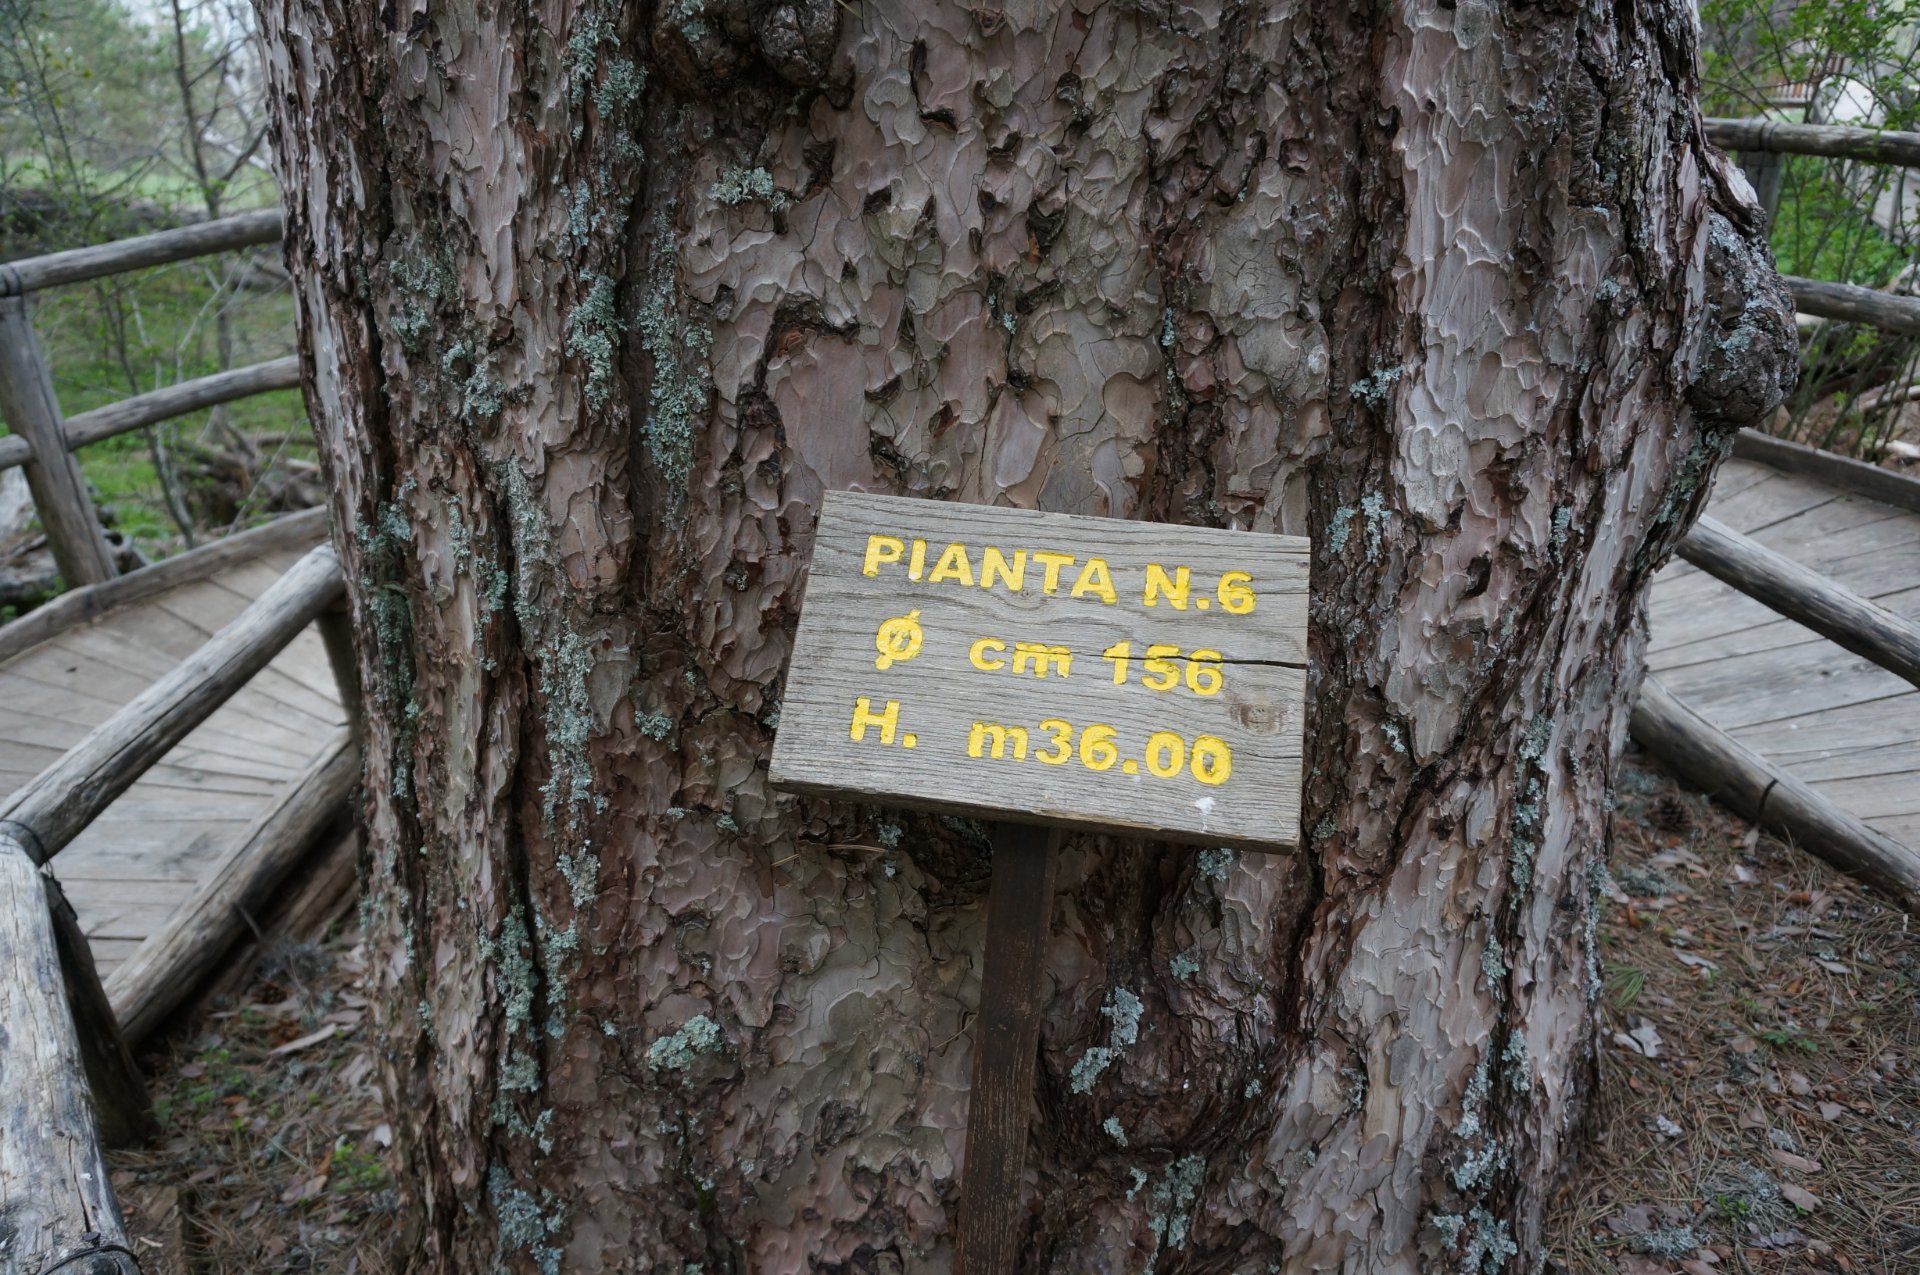 PIANTA N.6
Ø cm 156
H. m36.00